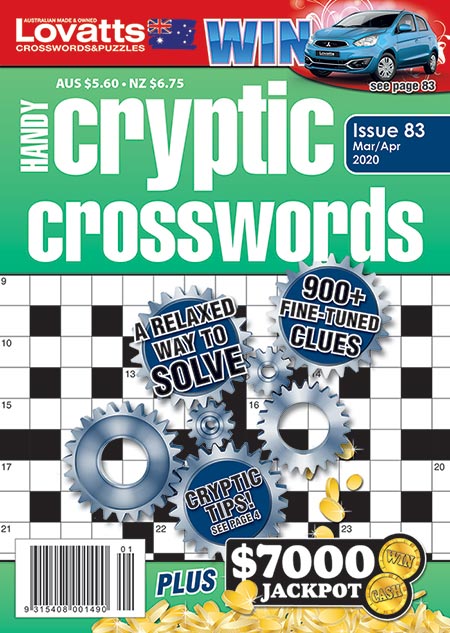 AUSTRALIAN MADE & OWNED
Lovatts
CROSSWORDS&PUZZLES
WIN
see page 83
AUS $5.60 • NZ $6.75
HANDY
cryptic
crosswords
Issue 83
Mar/Apr
2020
9
10
13
15
16
17
20
21
22
23
A RELAXED
WAY TO
SOLVE
900+
FINE-TUNED
CLUES
CRYPTIC
TIPS!
SEE PAGE 4
PLUS
$7000
JACKPOT
WIN
CASH
01
9 315408 001490